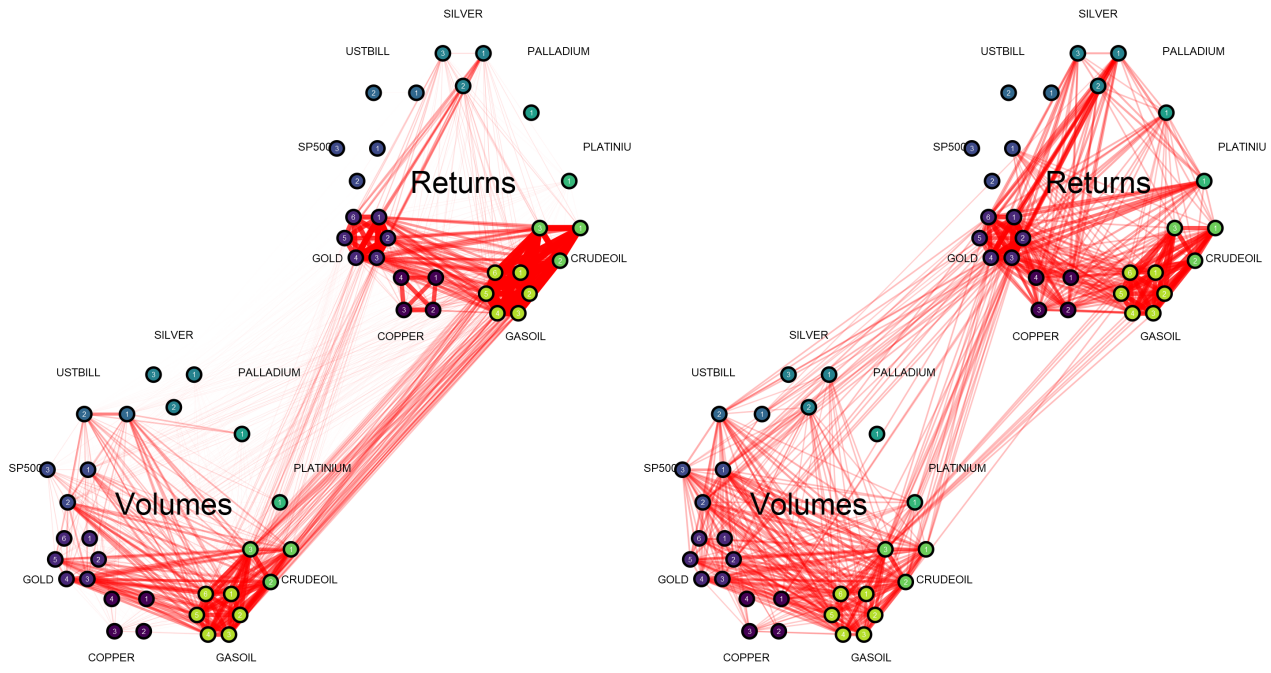 SILVER
USTBILL
PALLADIUM
SP500
PLATINIU
Returns
GOLD
CRUDEOIL
COPPER
GASOIL
SILVER
USTBILL
PALLADIUM
SP500
PLATINIUM
Volumes
GOLD
CRUDEOIL
COPPER
GASOIL
SILVER
USTBILL
PALLADIUM
SP500
PLATINIU
Returns
GOLD
CRUDEOIL
COPPER
GASOIL
SILVER
USTBILL
PALLADIUM
SP500
PLATINIUM
Volumes
GOLD
CRUDEOIL
COPPER
GASOIL